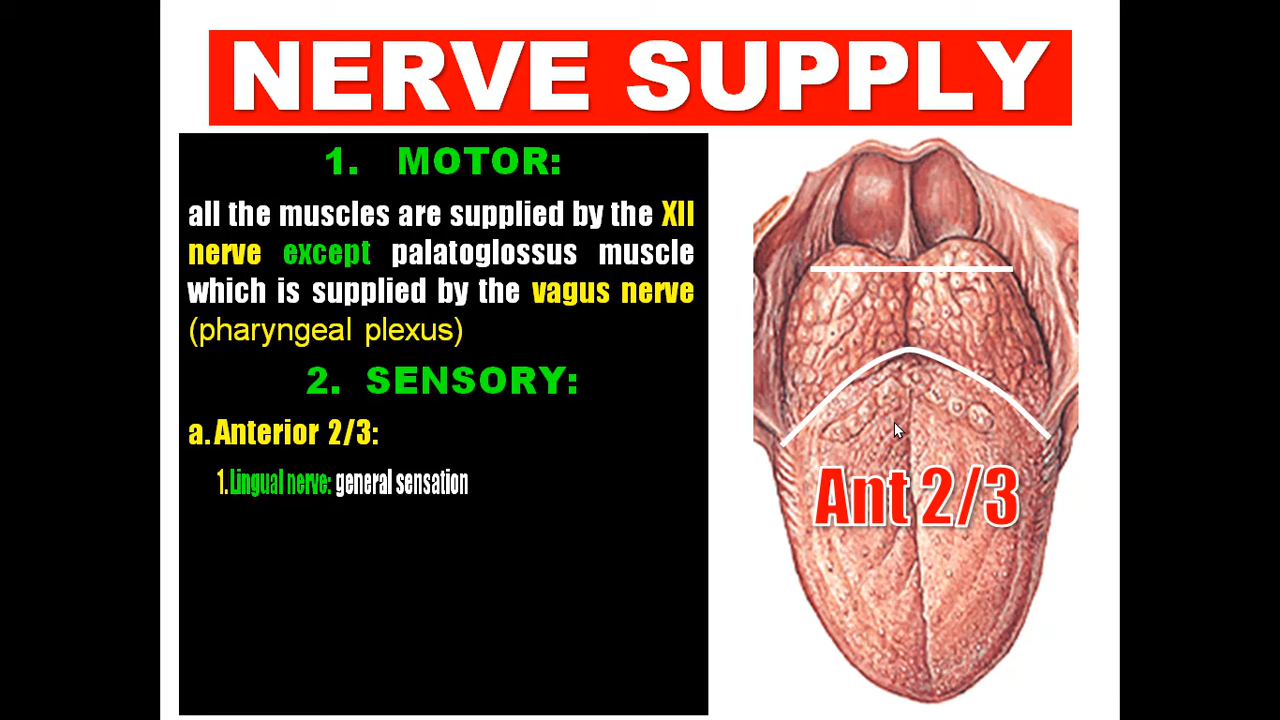 NERVE SUPPLY
1. MOTOR:
all the muscles are supplied by the XII
nerve except palatoglossus muscle
which is supplied by the vagus nerve
(pharyngeal plexus)
2. SENSORY:
a. Anterior 2/3:
1. Lingual nerve: general sensation
Ant 2/3